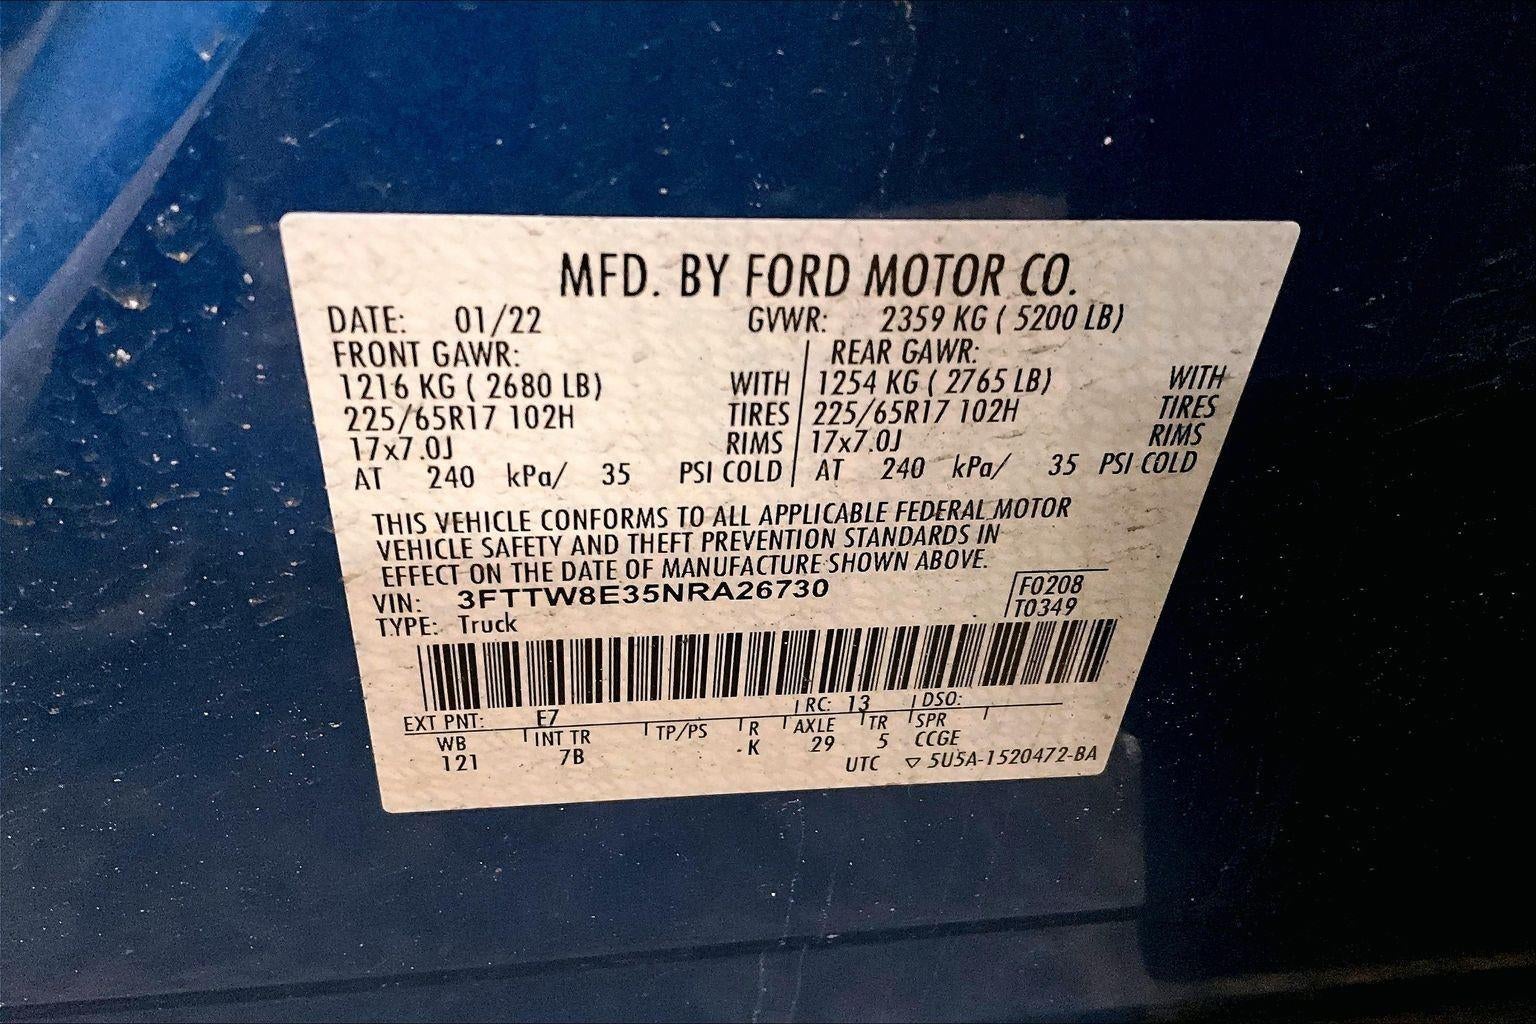 MFD. BY FORD MOTOR CO.
DATE: 01/22 GVWR: 2359 KG ( 5200 LB)
FRONT GAWR: REAR GAWR:
1216 KG ( 2680 LB) WITH 1254 KG ( 2765 LB) WITH
225/65R17 102H TIRES 225/65R17 102H TIRES
17x7.0J RIMS 17x7.0J RIMS
AT 240 kPa/ 35 PSI COLD AT 240 kPa/ 35 PSI COLD
THIS VEHICLE CONFORMS TO ALL APPLICABLE FEDERAL MOTOR
VEHICLE SAFETY AND THEFT PREVENTION STANDARDS IN
EFFECT ON THE DATE OF MANUFACTURE SHOWN ABOVE.
VIN: 3FTTW8E35NRA26730 F0208
TYPE: Truck T0349
EXT PNT: E7 RC: 13 DSO:
WB INT TR TP/PS R AXLE TR SPR
121 7B K 29 5 CCGE
UTC ▽ 5U5A-1520472-BA